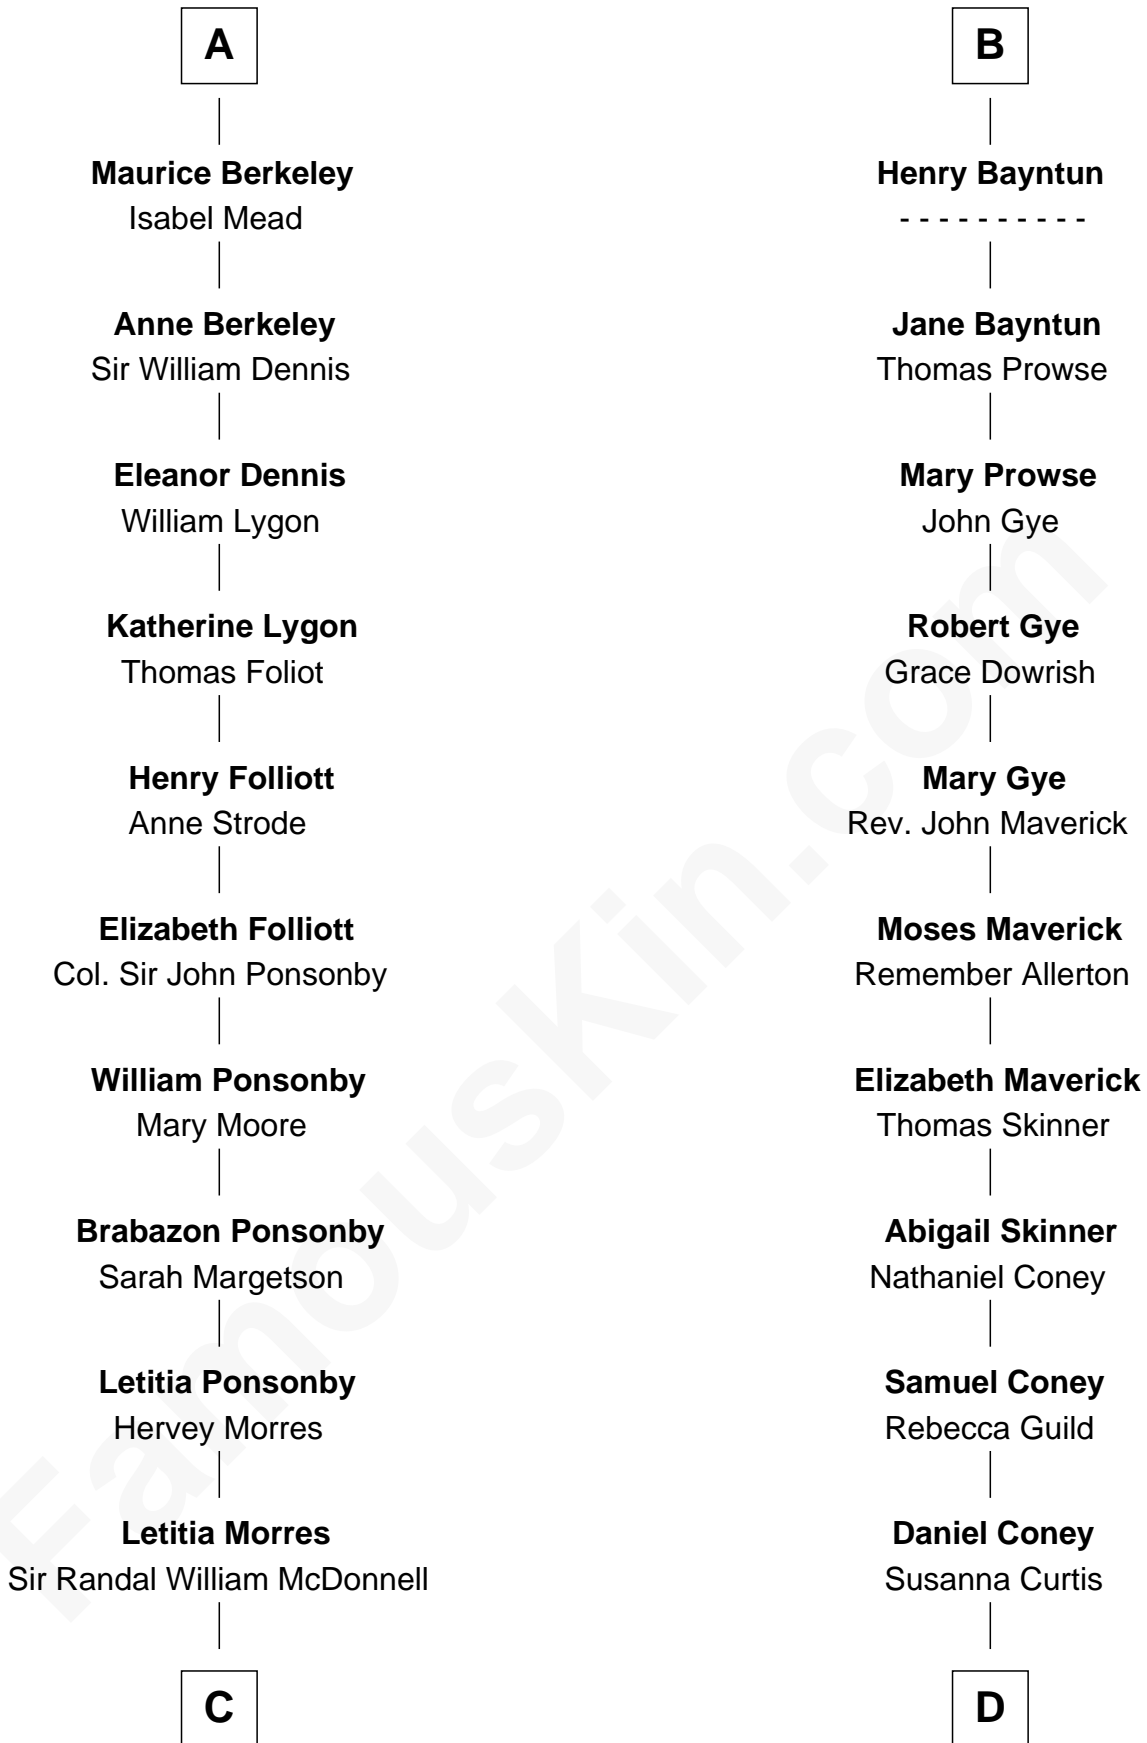 A
Maurice Berkeley
Isabel Mead
Anne Berkeley
Sir William Dennis
Eleanor Dennis
William Lygon
Katherine Lygon
Thomas Foliot
Henry Folliott
Anne Strode
Elizabeth Folliott
Col. Sir John Ponsonby
William Ponsonby
Mary Moore
Brabazon Ponsonby
Sarah Margetson
Letitia Ponsonby
Hervey Morres
Letitia Morres
Sir Randal William McDonnell
C
B
Henry Bayntun
- - - - - - - - - -
Jane Bayntun
Thomas Prowse
Mary Prowse
John Gye
Robert Gye
Grace Dowrish
Mary Gye
Rev. John Maverick
Moses Maverick
Remember Allerton
Elizabeth Maverick
Thomas Skinner
Abigail Skinner
Nathaniel Coney
Samuel Coney
Rebecca Guild
Daniel Coney
Susanna Curtis
D
FamousKin.com